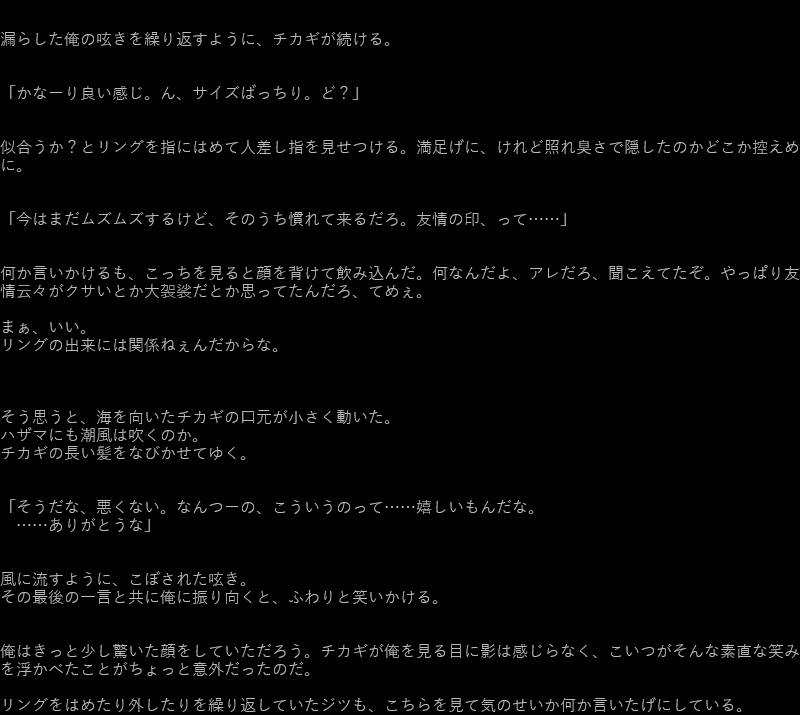 漏らした俺の呟きを繰り返すように、チカギが続ける。
「かなーり良い感じ。ん、サイズばっちり。ど？」
似合うか？とリングを指にはめて人差し指を見せつける。満足げに、けれど照れ臭さで隠したのかどこか控えめ
に。
「今はまだムズムズするけど、そのうち慣れて来るだろ。友情の印、って……」
何か言いかけるも、こっちを見ると顔を背けて飲み込んだ。何なんだよ、アレだろ、聞こえてたぞ。やっぱり友
情云々がクサいとか大袈裟だとか思ってたんだろ、てめぇ。
まぁ、いい。
リングの出来には関係ねぇんだからな。
そう思うと、海を向いたチカギの口元が小さく動いた。
ハザマにも潮風は吹くのか。
チカギの長い髪をなびかせてゆく。
「そうだな、悪くない。なんつーの、こういうのって……嬉しいもんだな。
　……ありがとうな」
風に流すように、こぼされた呟き。
その最後の一言と共に俺に振り向くと、ふわりと笑いかける。
俺はきっと少し驚いた顔をしていただろう。チカギが俺を見る目に影は感じらなく、こいつがそんな素直な笑み
を浮かべたことがちょっと意外だったのだ。
リングをはめたり外したりを繰り返していたジツも、こちらを見て気のせいか何か言いたげにしている。